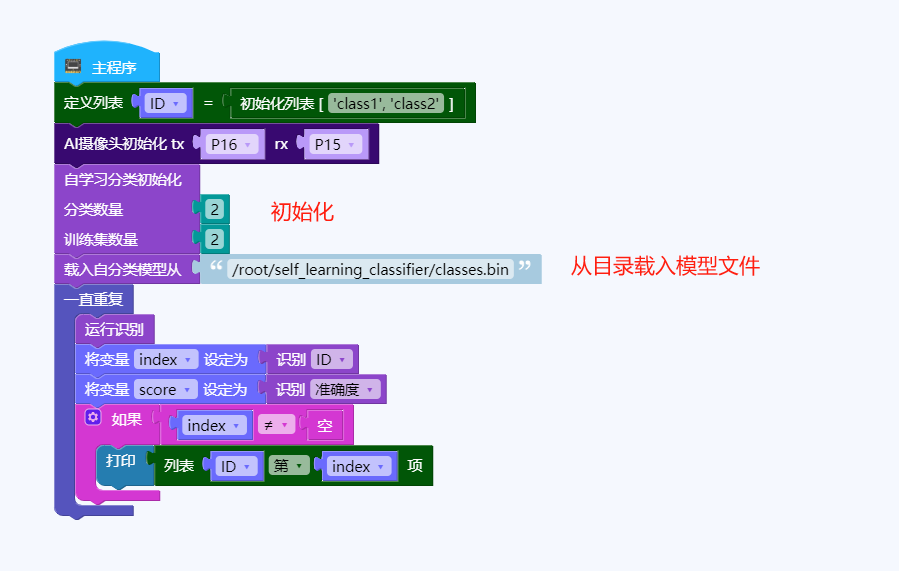 主程序
定义列表 ID = 初始化列表 [ 'class1', 'class2' ]
AI摄像头初始化 tx P16 rx P15
自学习分类初始化
分类数量 2 初始化
训练集数量 2
载入自分类模型从 “ /root/self_learning_classifier/classes.bin ” 从目录载入模型文件
一直重复
运行识别
将变量 index 设定为 识别 ID
将变量 score 设定为 识别 准确度
如果 index ≠ 空
打印 列表 ID 第 index 项